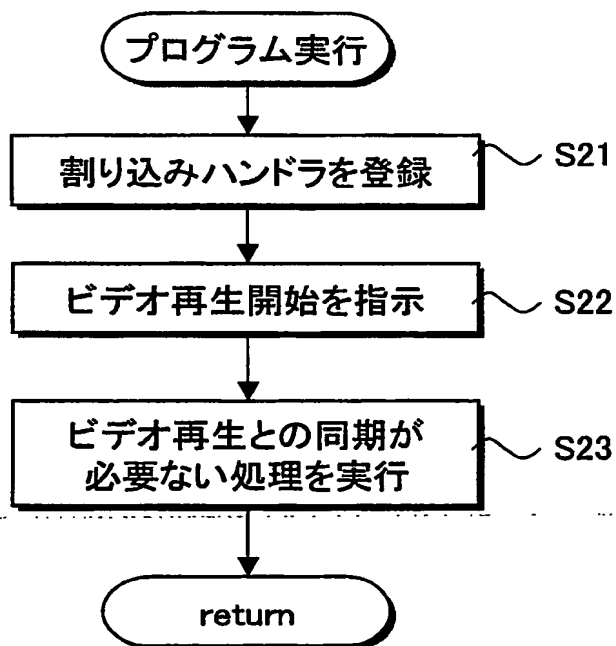 プログラム実行
割り込みハンドラを登録
S21
ビデオ再生開始を指示
S22
ビデオ再生との同期が
必要ない処理を実行
S23
return